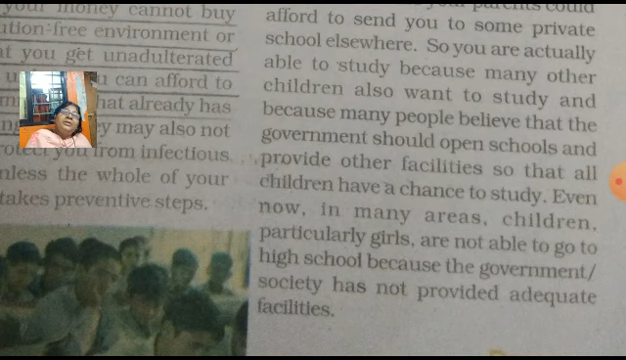 your money cannot buy
free environment or
you get unadulterated
u can afford to
hat already has
may also not
you from infectious
nless the whole of your
takes preventive steps.
parents could
afford to send you to some private
school elsewhere. So you are actually
able to study because many other
children also want to study and
because many people believe that the
government should open schools and
provide other facilities so that all
children have a chance to study. Even
now, in many areas, children,
particularly girls, are not able to go to
high school because the government/
society has not provided adequate
facilities.